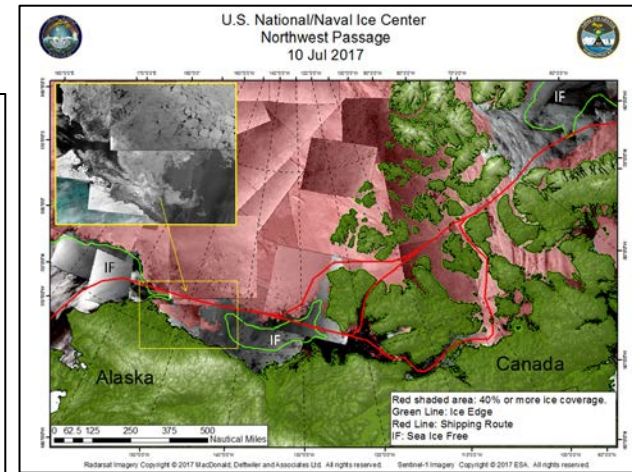 U.S. National/Naval Ice Center
Northwest Passage
10 Jul 2017
IF
IF
IF
Alaska
Canada
Red shaded area: 40% or more ice coverage.
Green Line: Ice Edge
Red Line: Shipping Route
IF: Sea Ice Free
0 62.5 125 250 375 500
Nautical Miles
Radarsat Imagery Copyright © 2017 MacDonald, Dettwiler and Associates Ltd. All rights reserved. Sentinel-1 Imagery Copyright © 2017 ESA. All rights reserved.